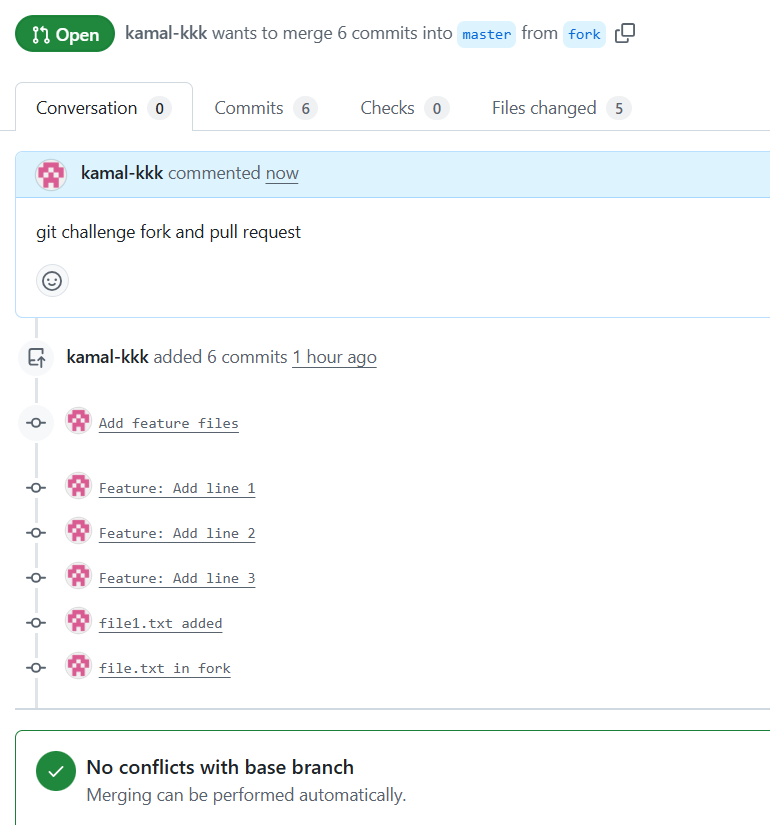 Open kamal-kkk wants to merge 6 commits into master from fork
Conversation 0 Commits 6 Checks 0 Files changed 5
kamal-kkk commented now
git challenge fork and pull request
kamal-kkk added 6 commits 1 hour ago
Add feature files
Feature: Add line 1
Feature: Add line 2
Feature: Add line 3
file1.txt added
file.txt in fork
No conflicts with base branch
Merging can be performed automatically.